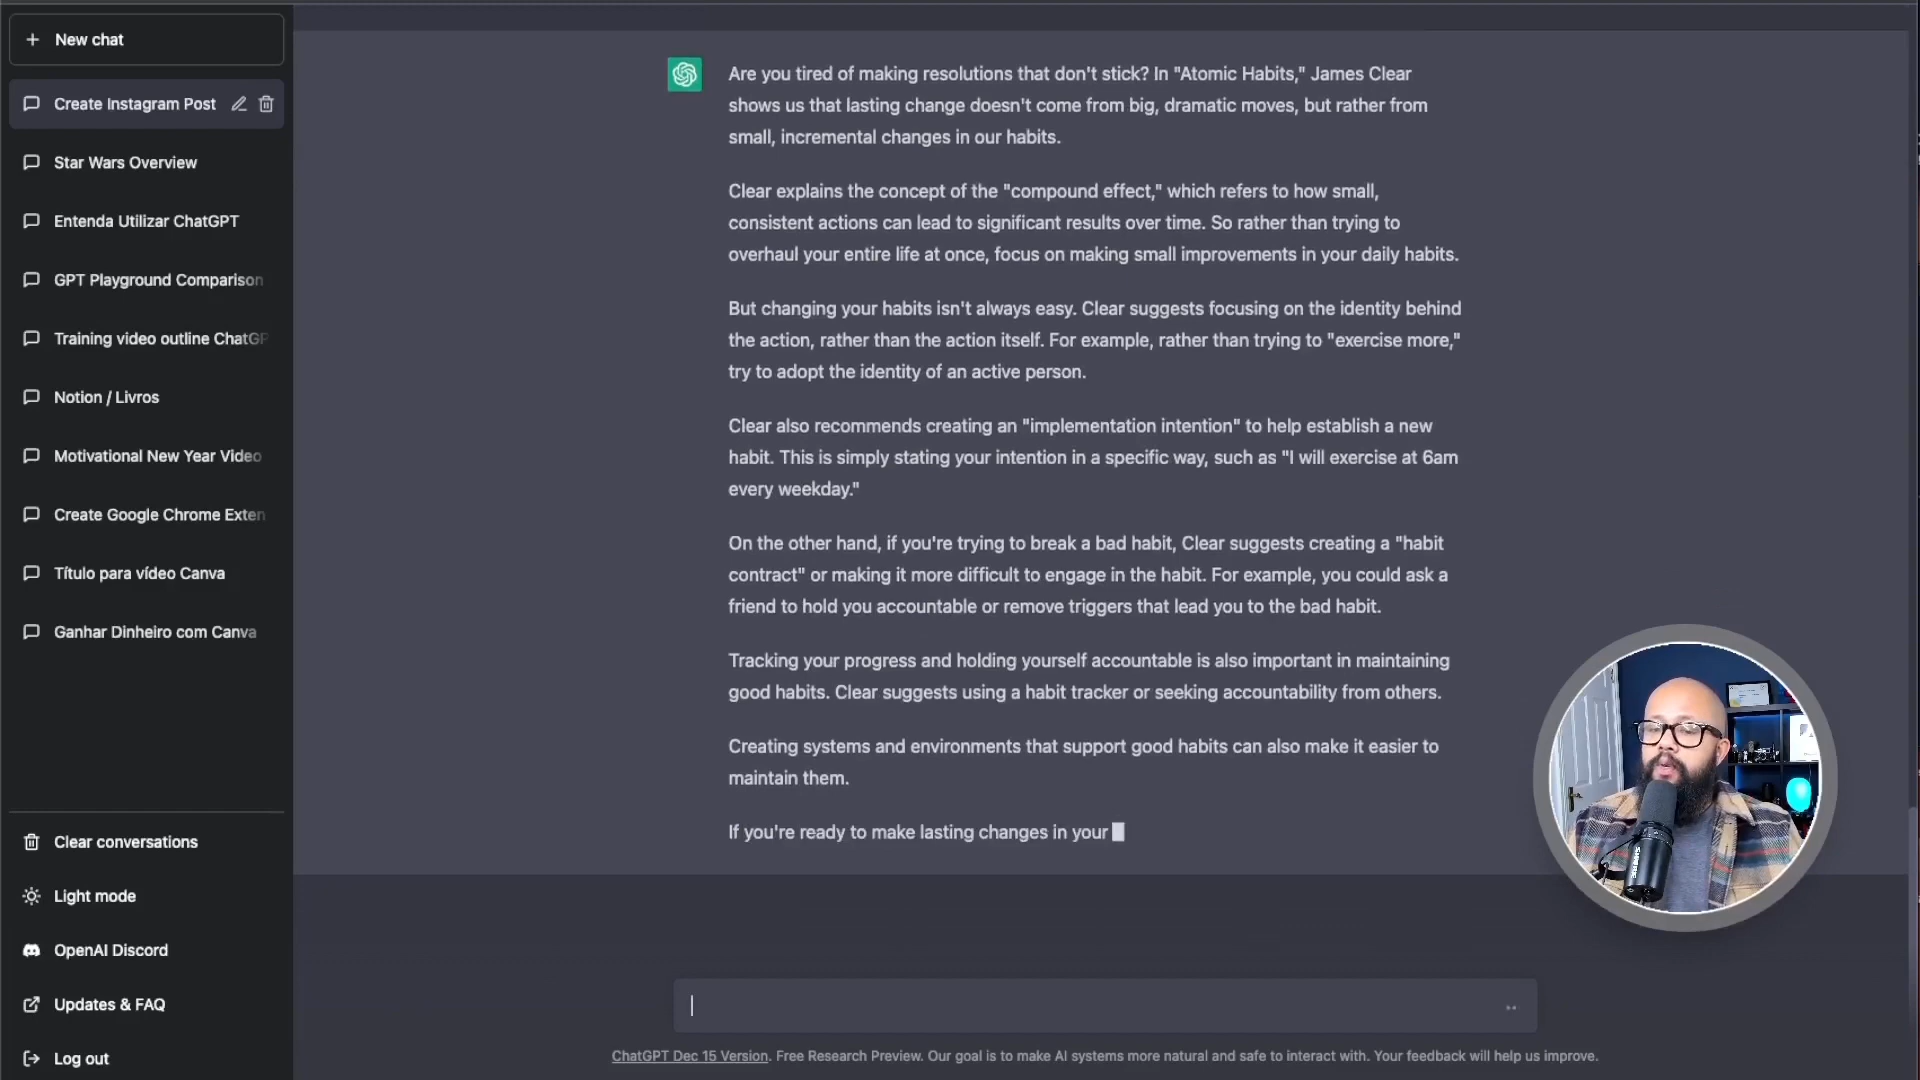 New chat
Create Instagram Post
Star Wars Overview
Entenda Utilizar ChatGPT
GPT Playground Comparison
Training video outline ChatGP
Notion / Livros
Motivational New Year Video
Create Google Chrome Exten
Título para vídeo Canva
Ganhar Dinheiro com Canva
Clear conversations
Light mode
OpenAI Discord
Updates & FAQ
Log out
Are you tired of making resolutions that don't stick? In "Atomic Habits," James Clear
shows us that lasting change doesn't come from big, dramatic moves, but rather from
small, incremental changes in our habits.
Clear explains the concept of the "compound effect," which refers to how small,
consistent actions can lead to significant results over time. So rather than trying to
overhaul your entire life at once, focus on making small improvements in your daily habits.
But changing your habits isn't always easy. Clear suggests focusing on the identity behind
the action, rather than the action itself. For example, rather than trying to "exercise more,"
try to adopt the identity of an active person.
Clear also recommends creating an "implementation intention" to help establish a new
habit. This is simply stating your intention in a specific way, such as "I will exercise at 6am
every weekday."
On the other hand, if you're trying to break a bad habit, Clear suggests creating a "habit
contract" or making it more difficult to engage in the habit. For example, you could ask a
friend to hold you accountable or remove triggers that lead you to the bad habit.
Tracking your progress and holding yourself accountable is also important in maintaining
good habits. Clear suggests using a habit tracker or seeking accountability from others.
Creating systems and environments that support good habits can also make it easier to
maintain them.
If you're ready to make lasting changes in your
ChatGPT Dec 15 Version. Free Research Preview. Our goal is to make AI systems more natural and safe to interact with. Your feedback will help us improve.